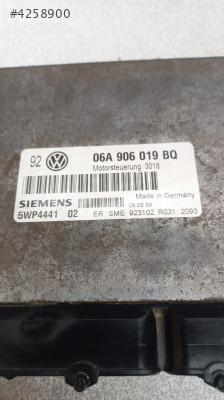 #4258900
92 06A 906 019 BQ
Motorsteuerung 3018
Made in Germany
SIEMENS
5WP4441 02 ER SME 923102 R031 2093